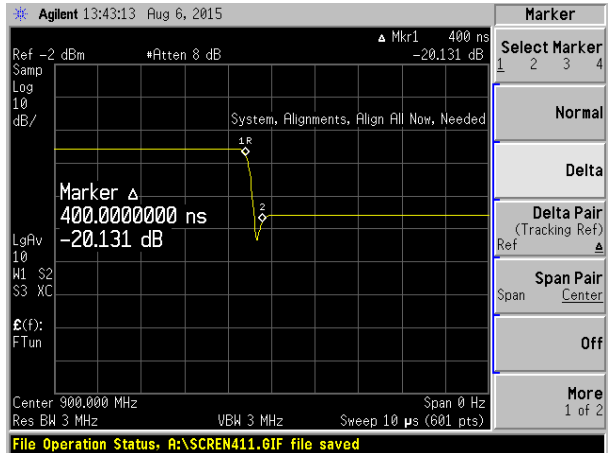 Agilent 13:43:13 Aug 6, 2015
Marker
Δ Mkr1 400 ns
Ref -2 dBm #Atten 8 dB -20.131 dB
Samp
Log
10
dB/
System, Alignments, Align All Now, Needed
1R
2
Marker Δ
400.0000000 ns
-20.131 dB
LgAv
10
W1 S2
S3 XC
£(f):
FTun
Center 900.000 MHz Span 0 Hz
Res BW 3 MHz VBW 3 MHz Sweep 10 µs (601 pts)
File Operation Status, A:\SCREN411.GIF file saved
Select Marker
1 2 3 4
Normal
Delta
Delta Pair
(Tracking Ref)
Ref Δ
Span Pair
Span Center
Off
More
1 of 2